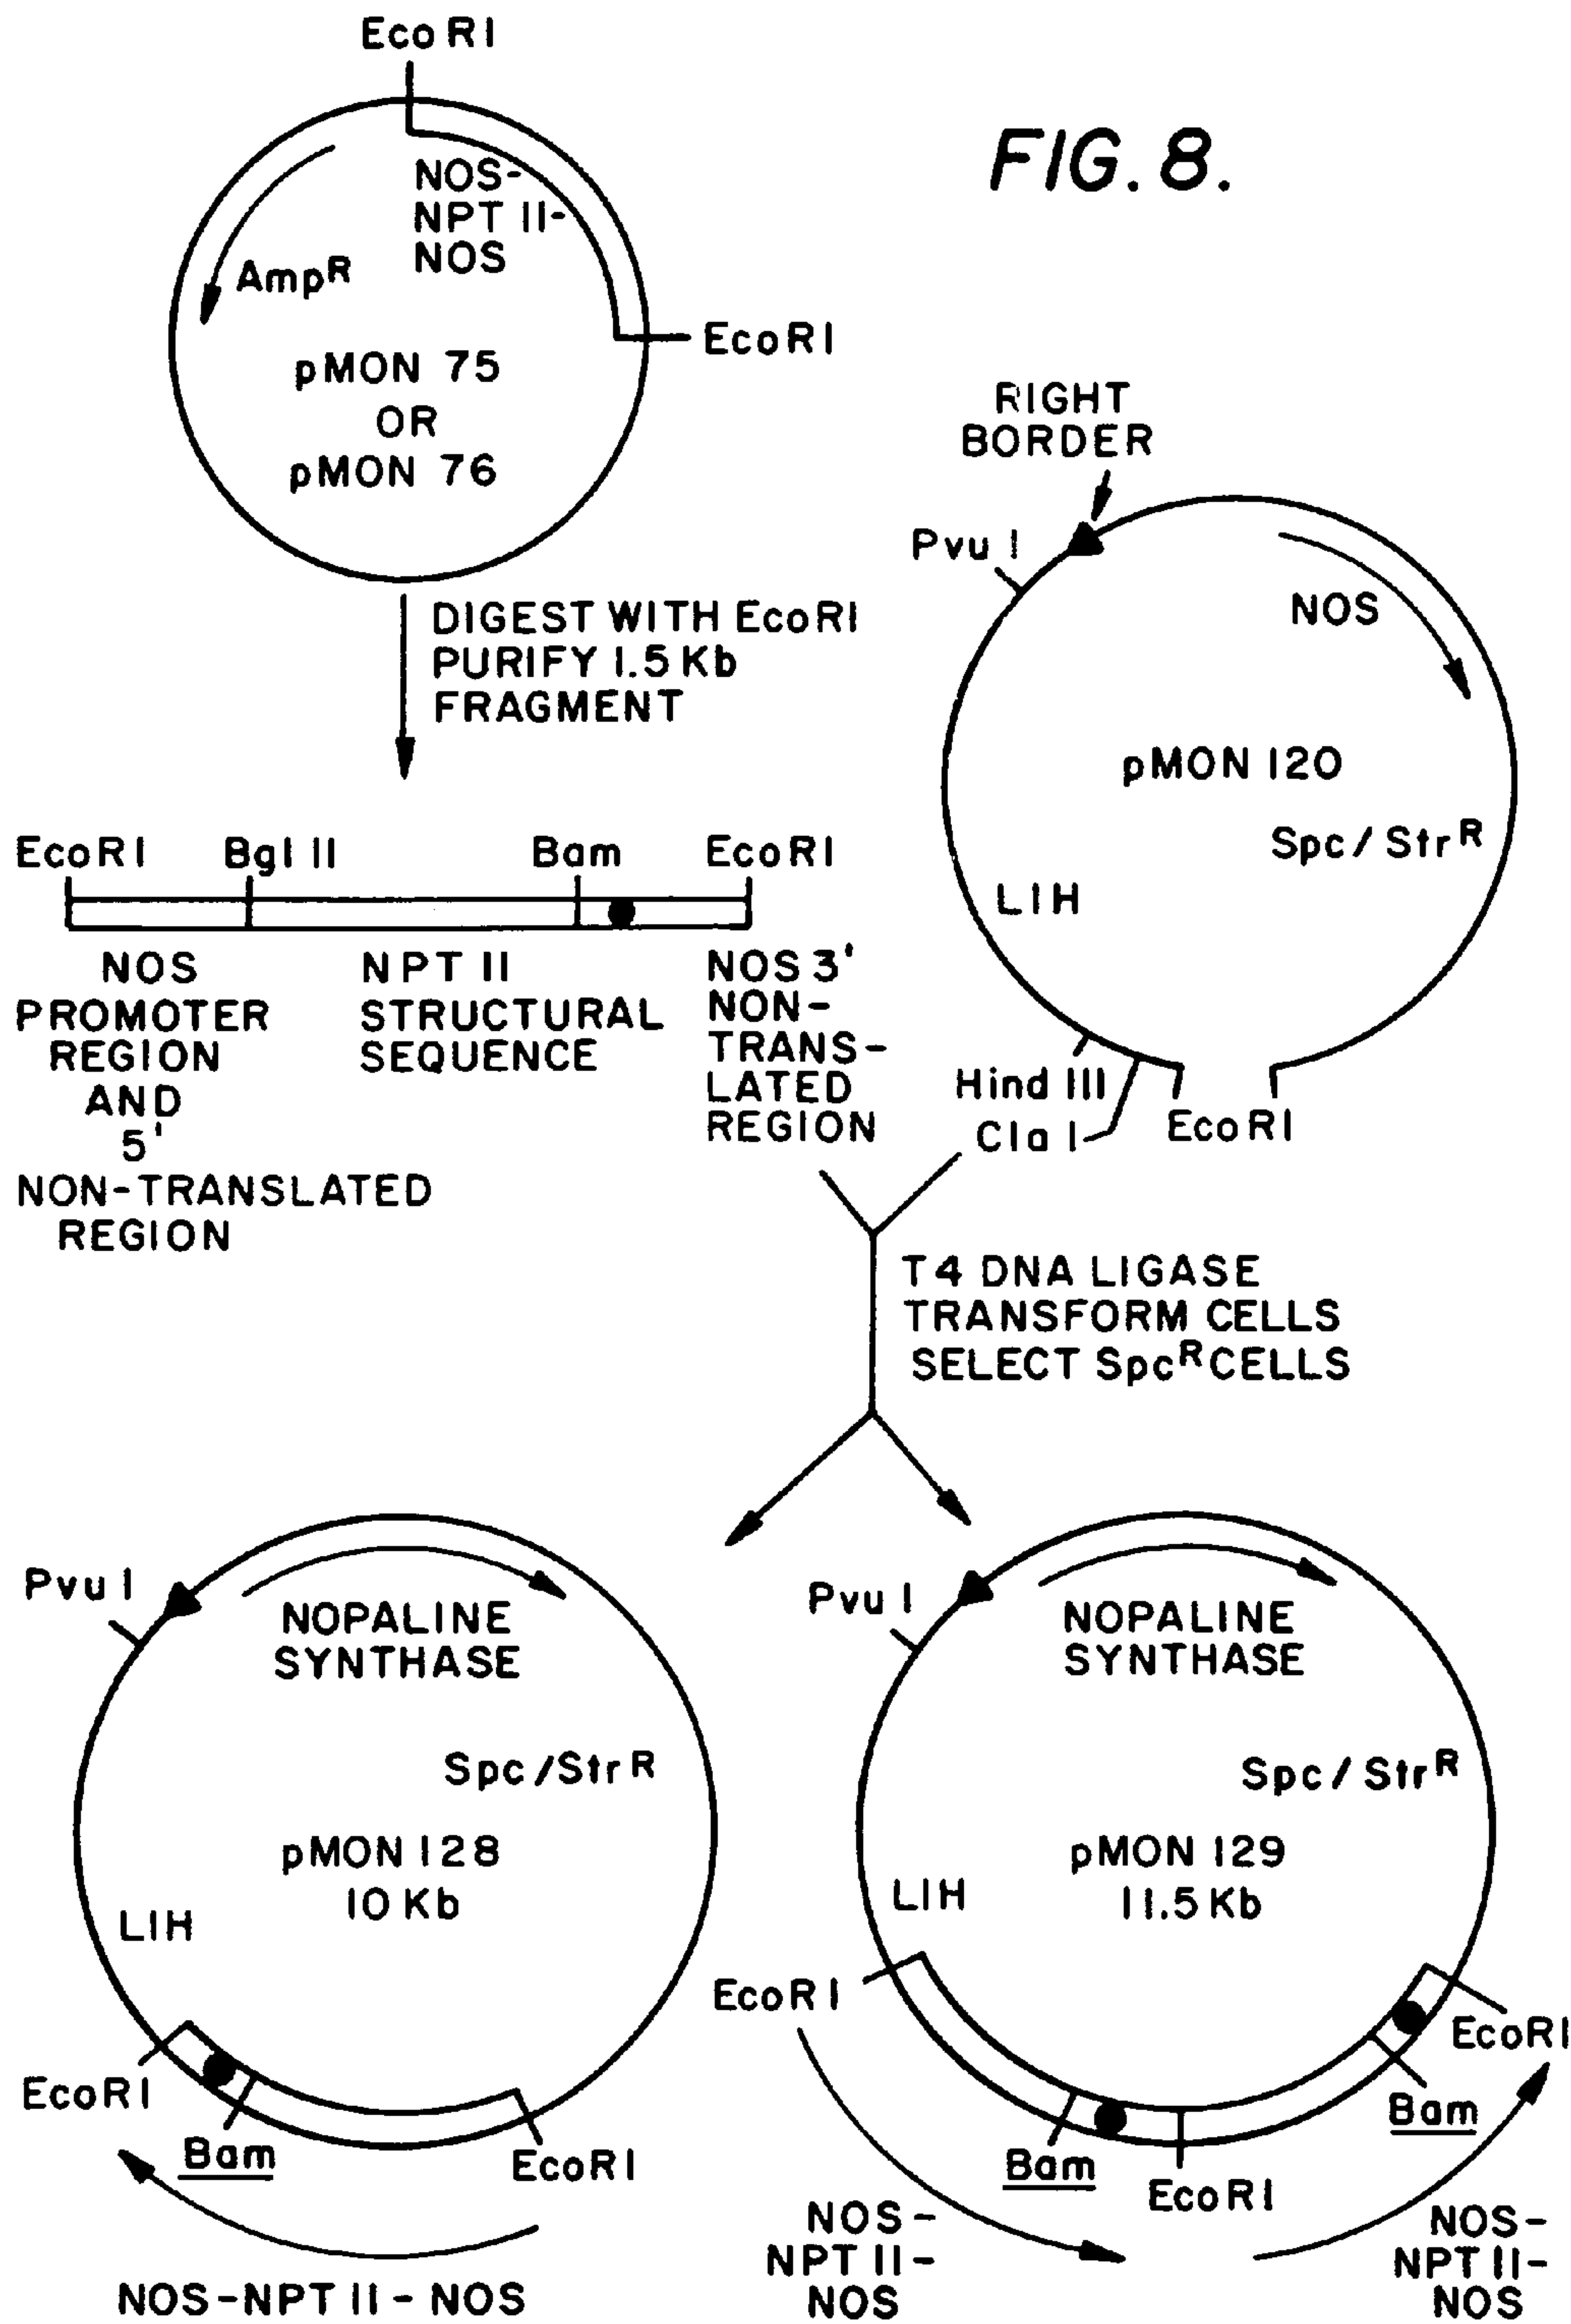 FIG. 8.
EcoRI
NOS-
NPT II-
NOS
AmpR
EcoRI
pMON 75
OR
pMON 76
DIGEST WITH EcoRI
PURIFY 1.5 Kb
FRAGMENT
RIGHT
BORDER
Pvu I
NOS
pMON 120
Spc/StrR
LIH
Hind III
Cla I
EcoRI
EcoRI
Bgl II
Bam
EcoRI
NOS
PROMOTER
REGION
AND
5'
NON-TRANSLATED
REGION
NPT II
STRUCTURAL
SEQUENCE
NOS 3'
NON-
TRANS-
LATED
REGION
T4 DNA LIGASE
TRANSFORM CELLS
SELECT SpcR CELLS
Pvu I
NOPALINE
SYNTHASE
Spc/StrR
pMON 128
10 Kb
LIH
EcoRI
Bam
EcoRI
NOS-NPT II-NOS
Pvu I
NOPALINE
SYNTHASE
Spc/StrR
pMON 129
11.5 Kb
LIH
EcoRI
EcoRI
Bam
Bam
EcoRI
NOS-
NPT II-
NOS
NOS-
NPT II-
NOS